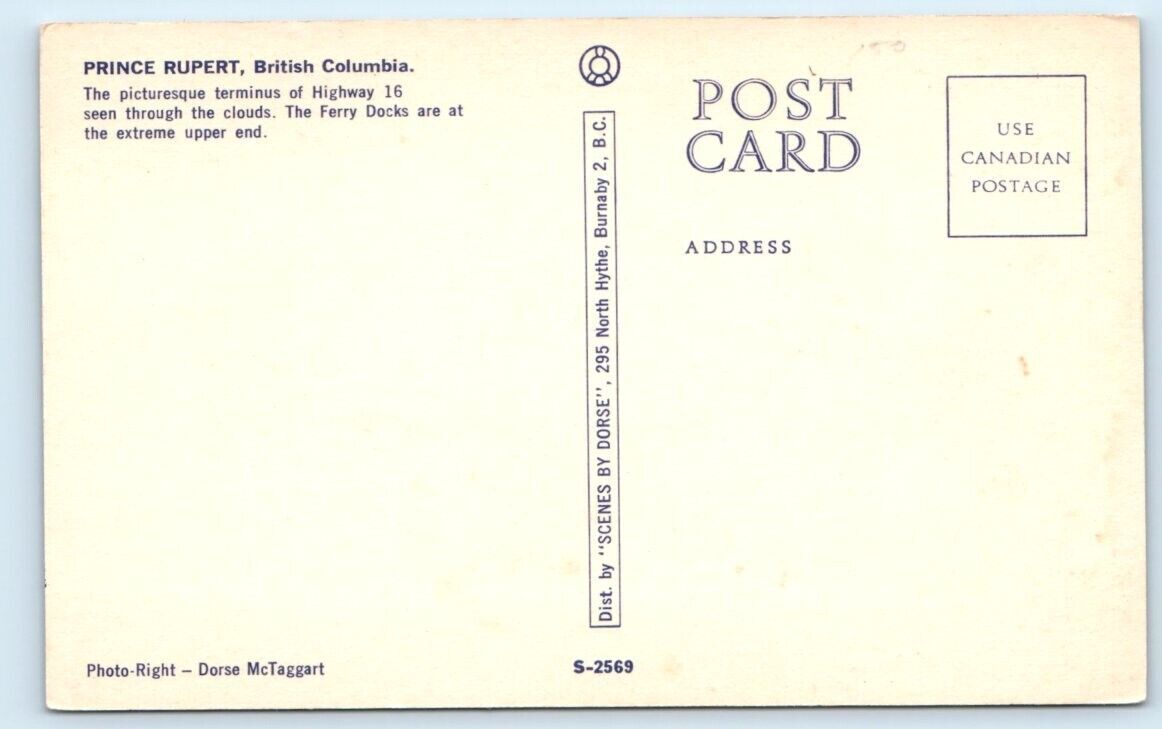 PRINCE RUPERT, British Columbia.
The picturesque terminus of Highway 16
seen through the clouds. The Ferry Docks are at
the extreme upper end.
Photo-Right – Dorse McTaggart
Dist. by "SCENES BY DORSE", 295 North Hythe, Burnaby 2, B.C.
S-2569
POST
CARD
ADDRESS
USE
CANADIAN
POSTAGE